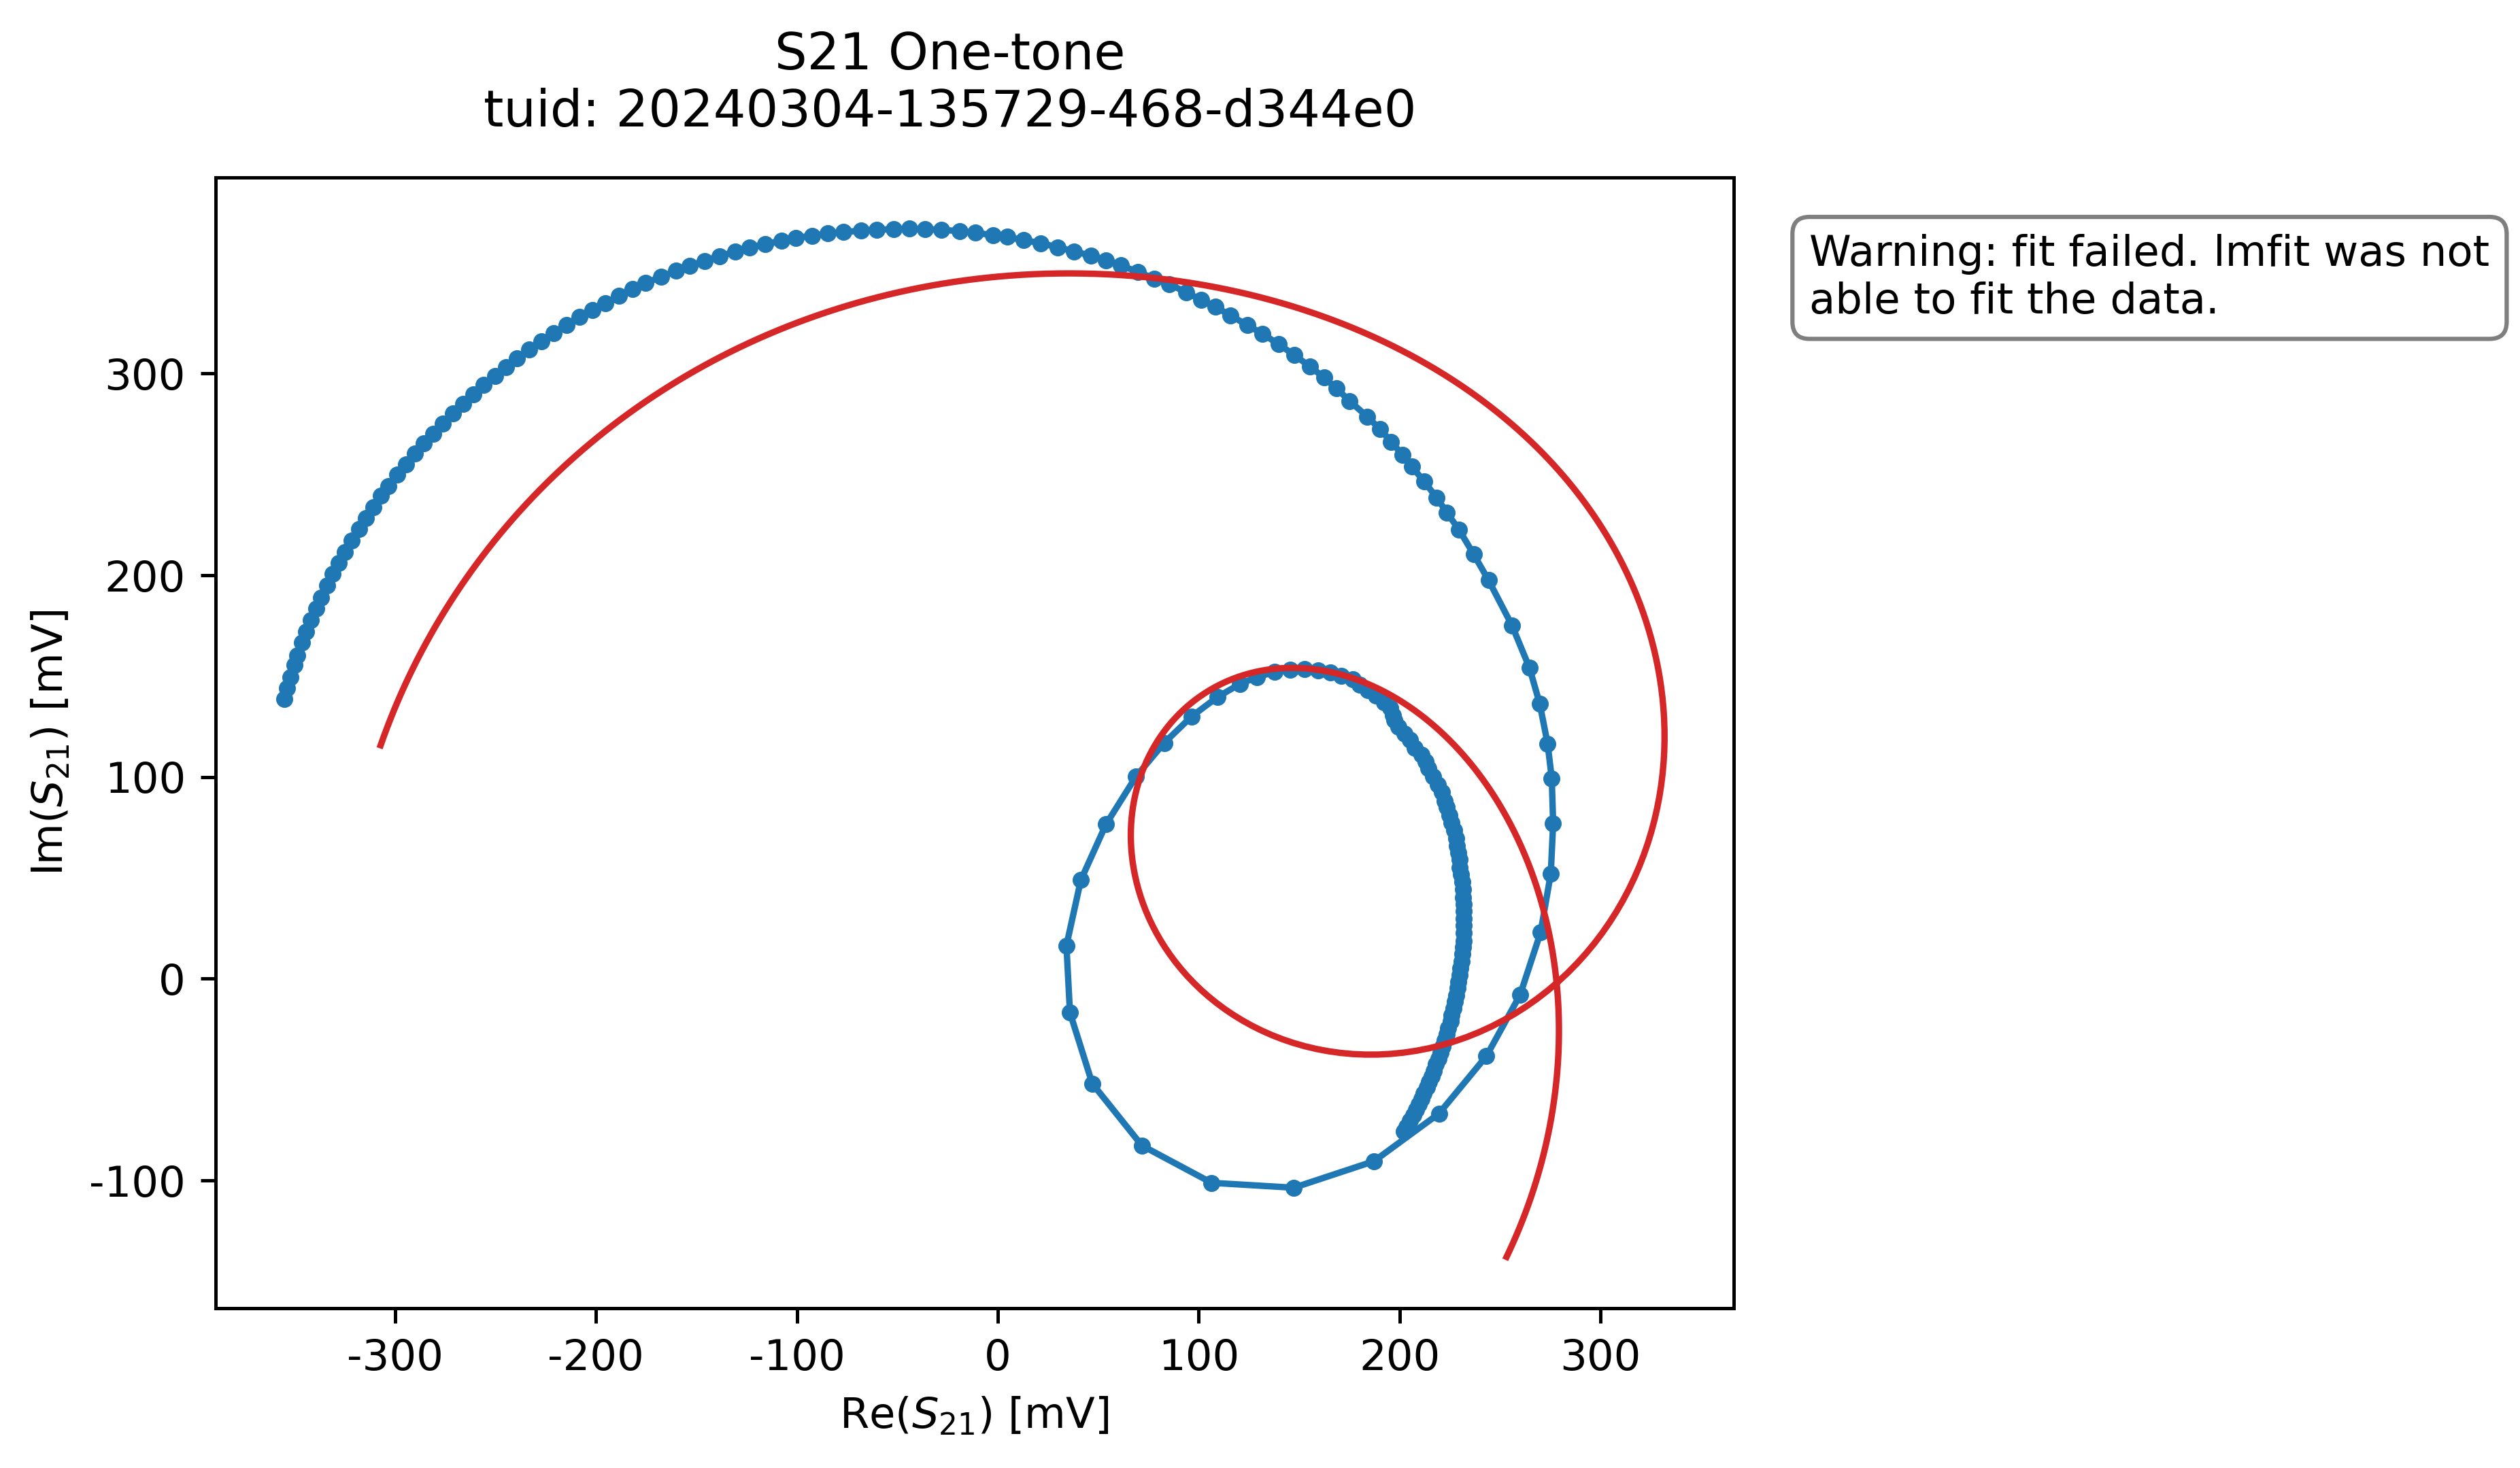 S21 One-tone
tuid: 20240304-135729-468-d344e0
Warning: fit failed. lmfit was not
able to fit the data.
Im(S21) [mV]
300
200
100
0
-100
-300
-200
-100
0
100
200
300
Re(S21) [mV]